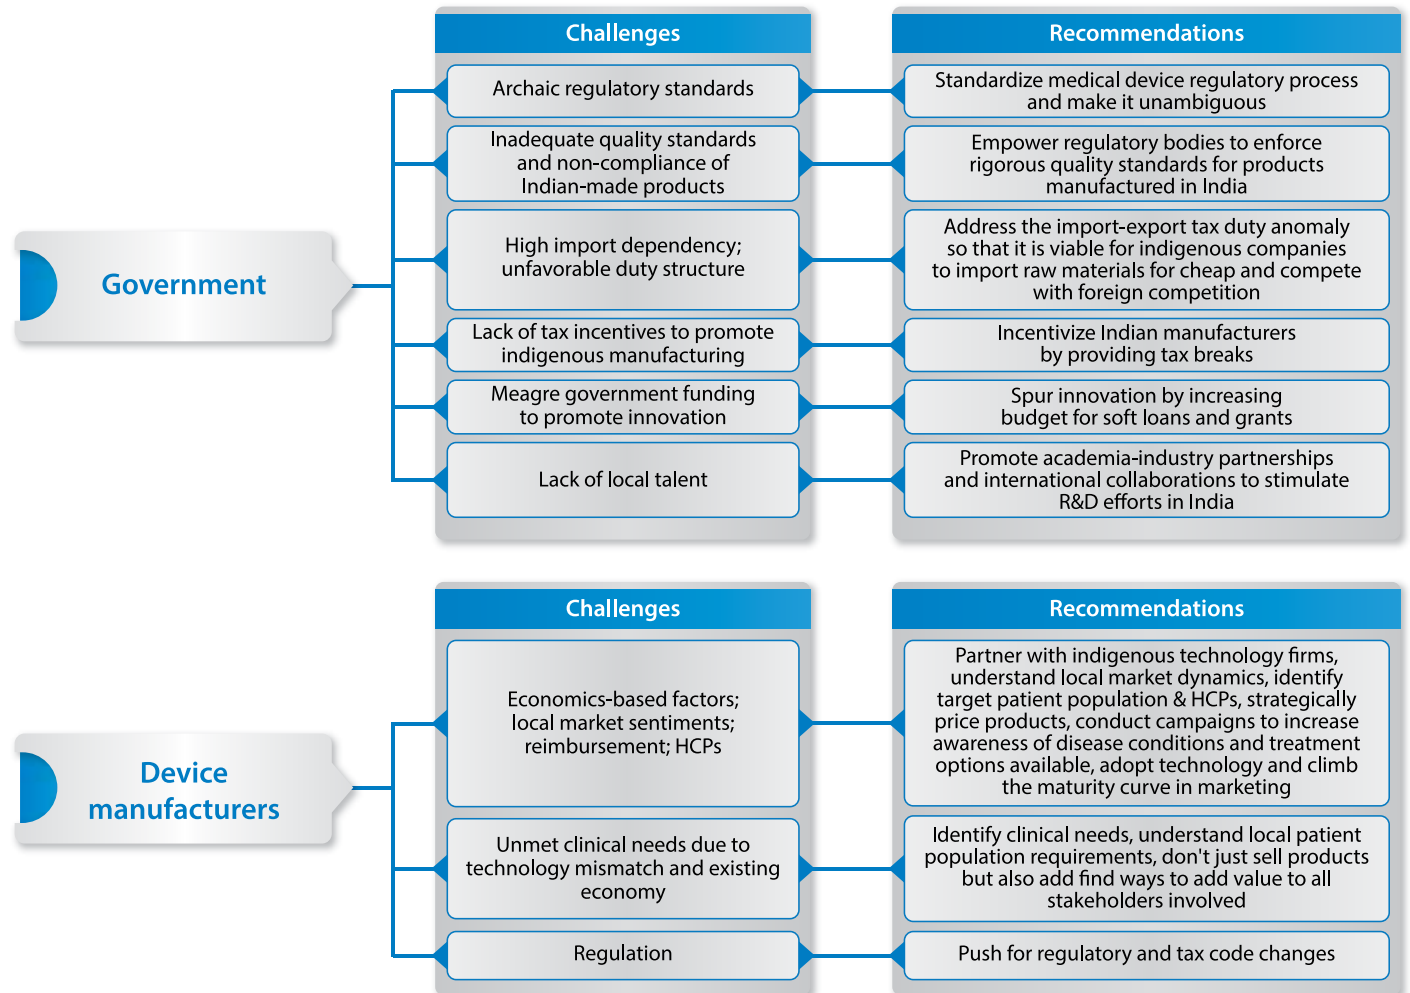 Challenges
Recommendations
Government
Archaic regulatory standards
Standardize medical device regulatory process
and make it unambiguous
Inadequate quality standards
and non-compliance of
Indian-made products
Empower regulatory bodies to enforce
rigorous quality standards for products
manufactured in India
High import dependency;
unfavorable duty structure
Address the import-export tax duty anomaly
so that it is viable for indigenous companies
to import raw materials for cheap and compete
with foreign competition
Lack of tax incentives to promote
indigenous manufacturing
Incentivize Indian manufacturers
by providing tax breaks
Meagre government funding
to promote innovation
Spur innovation by increasing
budget for soft loans and grants
Lack of local talent
Promote academia-industry partnerships
and international collaborations to stimulate
R&D efforts in India
Challenges
Recommendations
Device
manufacturers
Economics-based factors;
local market sentiments;
reimbursement; HCPs
Partner with indigenous technology firms,
understand local market dynamics, identify
target patient population & HCPs, strategically
price products, conduct campaigns to increase
awareness of disease conditions and treatment
options available, adopt technology and climb
the maturity curve in marketing
Unmet clinical needs due to
technology mismatch and existing
economy
Identify clinical needs, understand local patient
population requirements, don't just sell products
but also add find ways to add value to all
stakeholders involved
Regulation
Push for regulatory and tax code changes